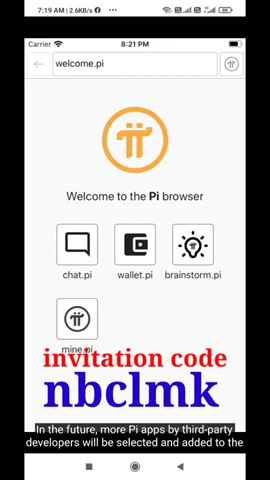 7:19 AM | 2.6KB/s
Carrier 8:21 PM
welcome.pi
Welcome to the Pi browser
chat.pi wallet.pi brainstorm.pi
mine.pi
invitation code
nbclmk
In the future, more Pi apps by third-party
developers will be selected and added to the